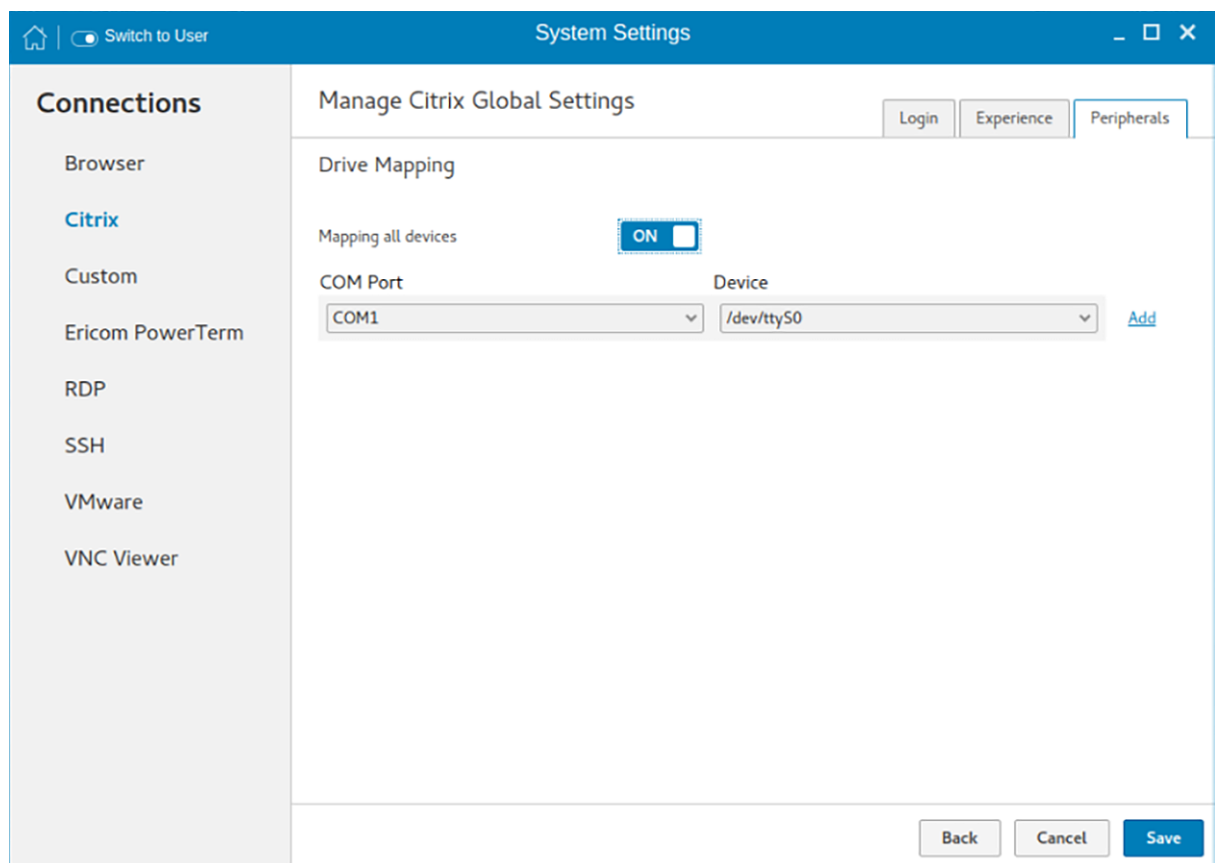 Switch to User
System Settings
Connections
Browser
Citrix
Custom
Ericom PowerTerm
RDP
SSH
VMware
VNC Viewer
Manage Citrix Global Settings
Login
Experience
Peripherals
Drive Mapping
Mapping all devices
ON
COM Port
Device
COM1
/dev/ttyS0
Add
Back
Cancel
Save